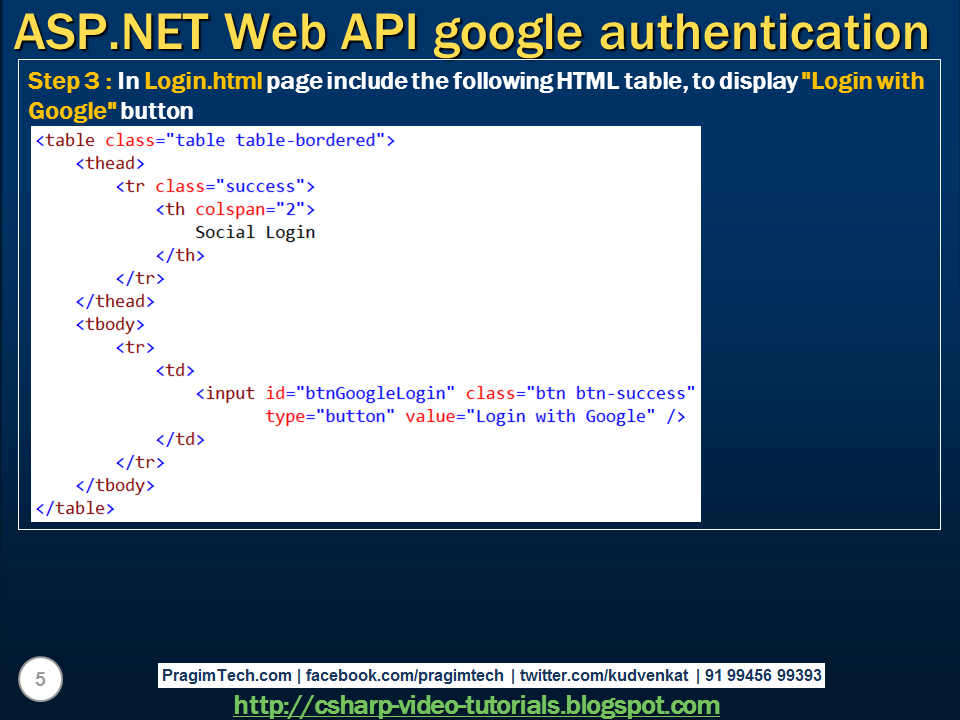 ASP.NET Web API google authentication
Step 3 : In Login.html page include the following HTML table, to display "Login with
Google" button
<table class="table table-bordered">
    <thead>
        <tr class="success">
            <th colspan="2">
                Social Login
            </th>
        </tr>
    </thead>
    <tbody>
        <tr>
            <td>
                <input id="btnGoogleLogin" class="btn btn-success"
                       type="button" value="Login with Google" />
            </td>
        </tr>
    </tbody>
</table>
5
PragimTech.com | facebook.com/pragimtech | twitter.com/kudvenkat | 91 99456 99393
http://csharp-video-tutorials.blogspot.com